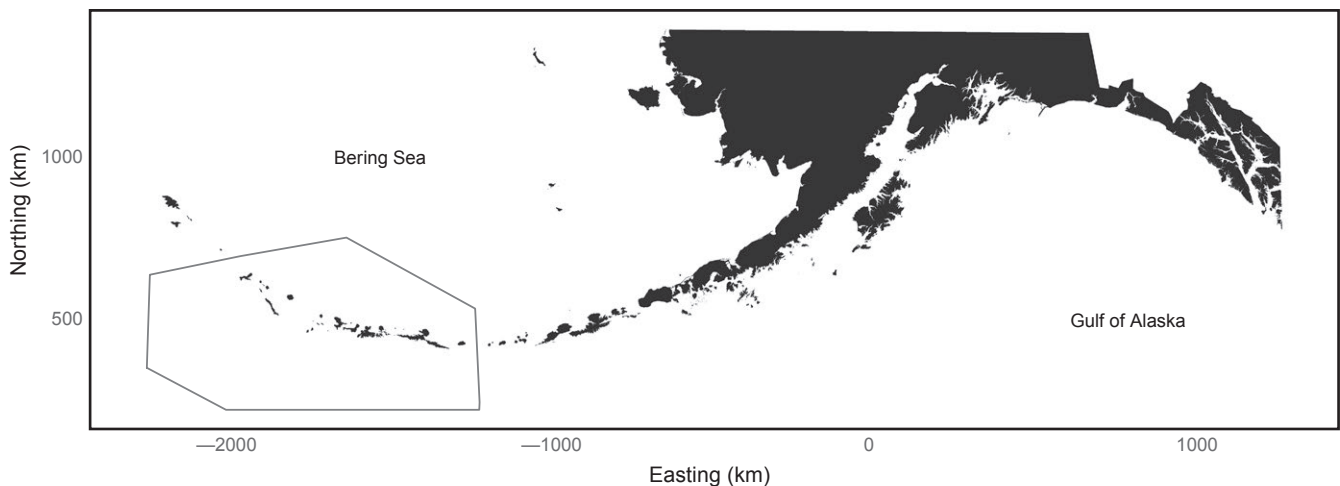 Bering Sea
Gulf of Alaska
Northing (km)
1000
500
—2000
—1000
0
1000
Easting (km)